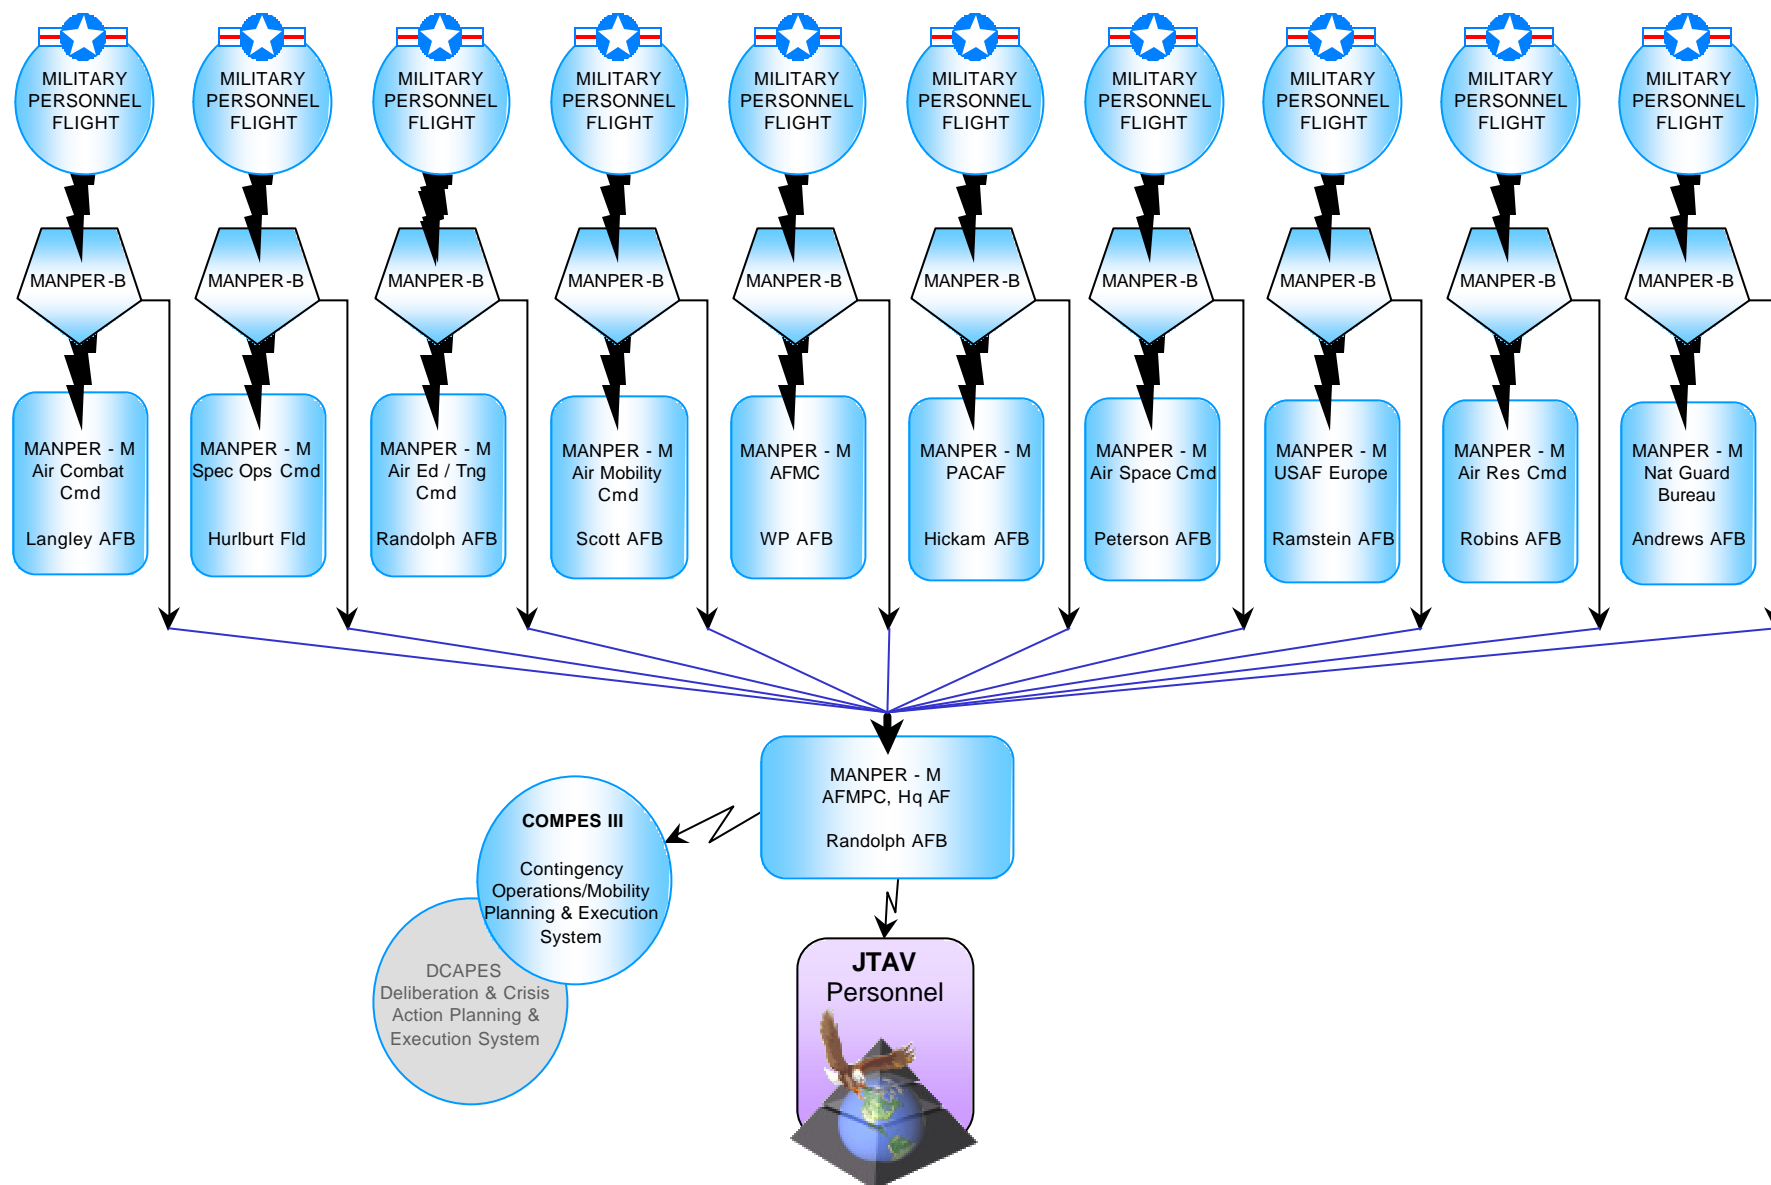 MILITARY
PERSONNEL
FLIGHT
MILITARY
PERSONNEL
FLIGHT
MILITARY
PERSONNEL
FLIGHT
MILITARY
PERSONNEL
FLIGHT
MILITARY
PERSONNEL
FLIGHT
MILITARY
PERSONNEL
FLIGHT
MILITARY
PERSONNEL
FLIGHT
MILITARY
PERSONNEL
FLIGHT
MILITARY
PERSONNEL
FLIGHT
MILITARY
PERSONNEL
FLIGHT
MANPER-B
MANPER-B
MANPER-B
MANPER-B
MANPER-B
MANPER-B
MANPER-B
MANPER-B
MANPER-B
MANPER-B
MANPER - M
Air Combat
Cmd
Langley AFB
MANPER - M
Spec Ops Cmd
Hurlburt Fld
MANPER - M
Air Ed / Tng
Cmd
Randolph AFB
MANPER - M
Air Mobility
Cmd
Scott AFB
MANPER - M
AFMC
WP AFB
MANPER - M
PACAF
Hickam AFB
MANPER - M
Air Space Cmd
Peterson AFB
MANPER - M
USAF Europe
Ramstein AFB
MANPER - M
Air Res Cmd
Robins AFB
MANPER - M
Nat Guard
Bureau
Andrews AFB
MANPER - M
AFMPC, Hq AF
Randolph AFB
COMPES III
Contingency
Operations/Mobility
Planning & Execution
System
DCAPES
Deliberation & Crisis
Action Planning &
Execution System
JTAV
Personnel